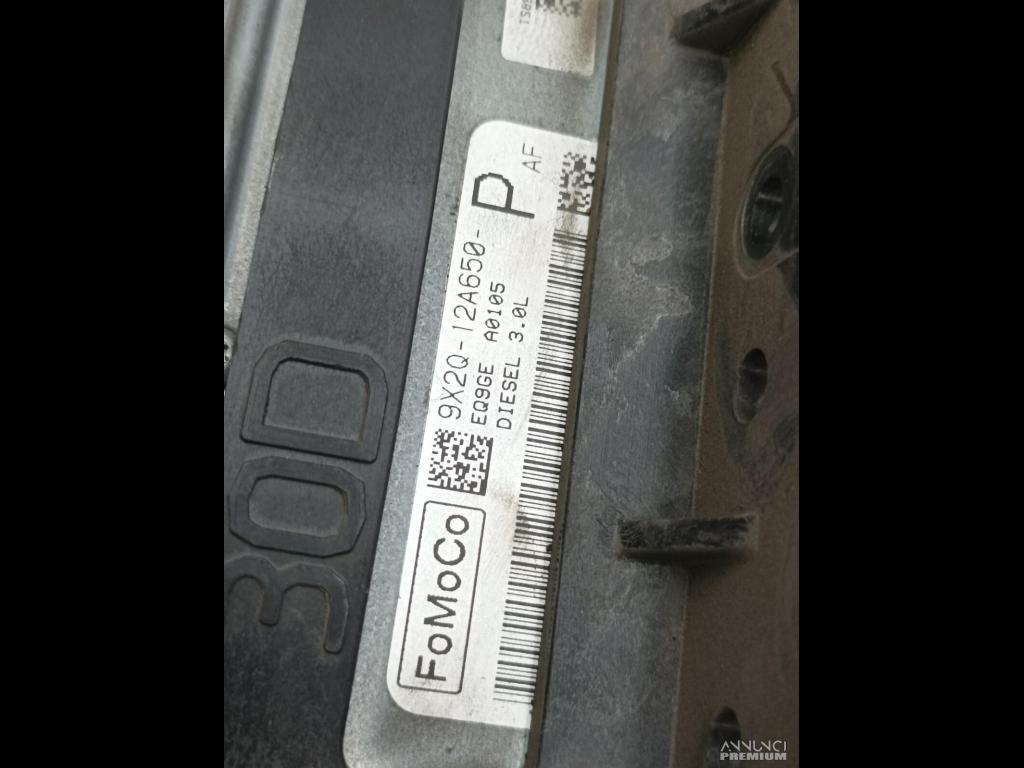 30D
FoMoCo
9X2Q-12A650-
P
AF
EQ9GE A0105
DIESEL 3.0L
ANNUNCI
PREMIUM